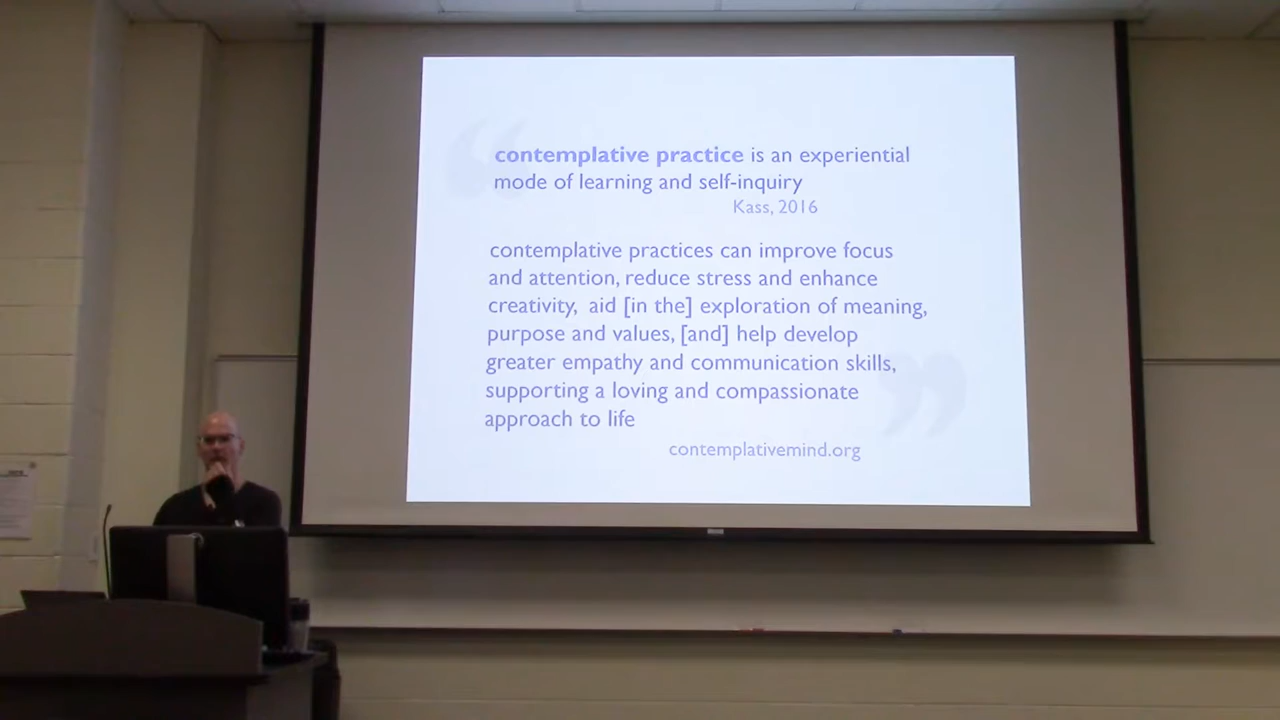 contemplative practice is an experiential
mode of learning and self-inquiry
Kass, 2016
contemplative practices can improve focus
and attention, reduce stress and enhance
creativity, aid [in the] exploration of meaning,
purpose and values, [and] help develop
greater empathy and communication skills,
supporting a loving and compassionate
approach to life
contemplativemind.org